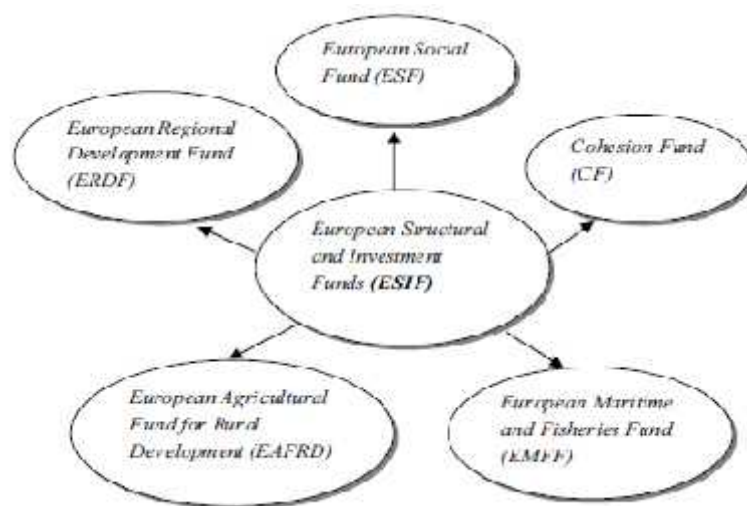 European Social
Fund (ESF)
European Regional
Development Fund
(ERDF)
Cohesion Fund
(CF)
European Structural
and Investment
Funds (ESIF)
European Agricultural
Fund for Rural
Development (EAFRD)
European Maritime
and Fisheries Fund
(EMFF)